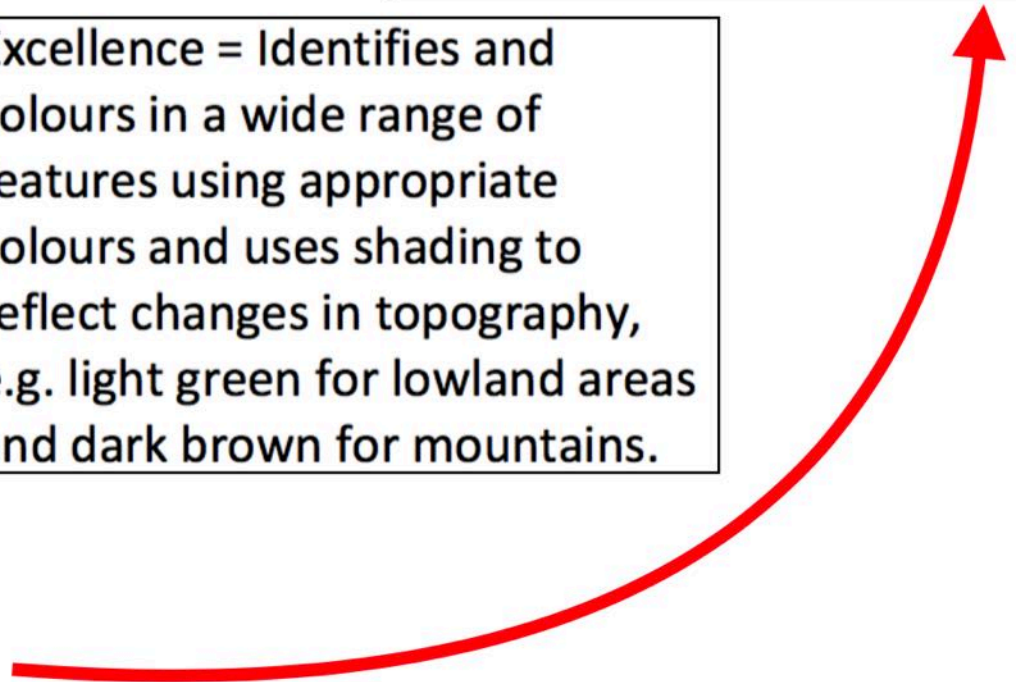 xcellence = Identifies and
olours in a wide range of
eatures using appropriate
olours and uses shading to
eflect changes in topography,
.g. light green for lowland areas
nd dark brown for mountains.